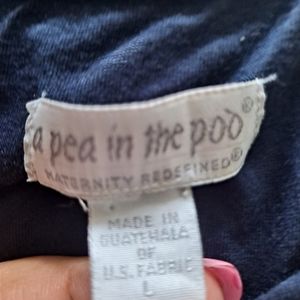 a pea in the pod®
MATERNITY REDEFINED®
MADE IN
GUATEMALA
OF
U.S. FABRIC
L